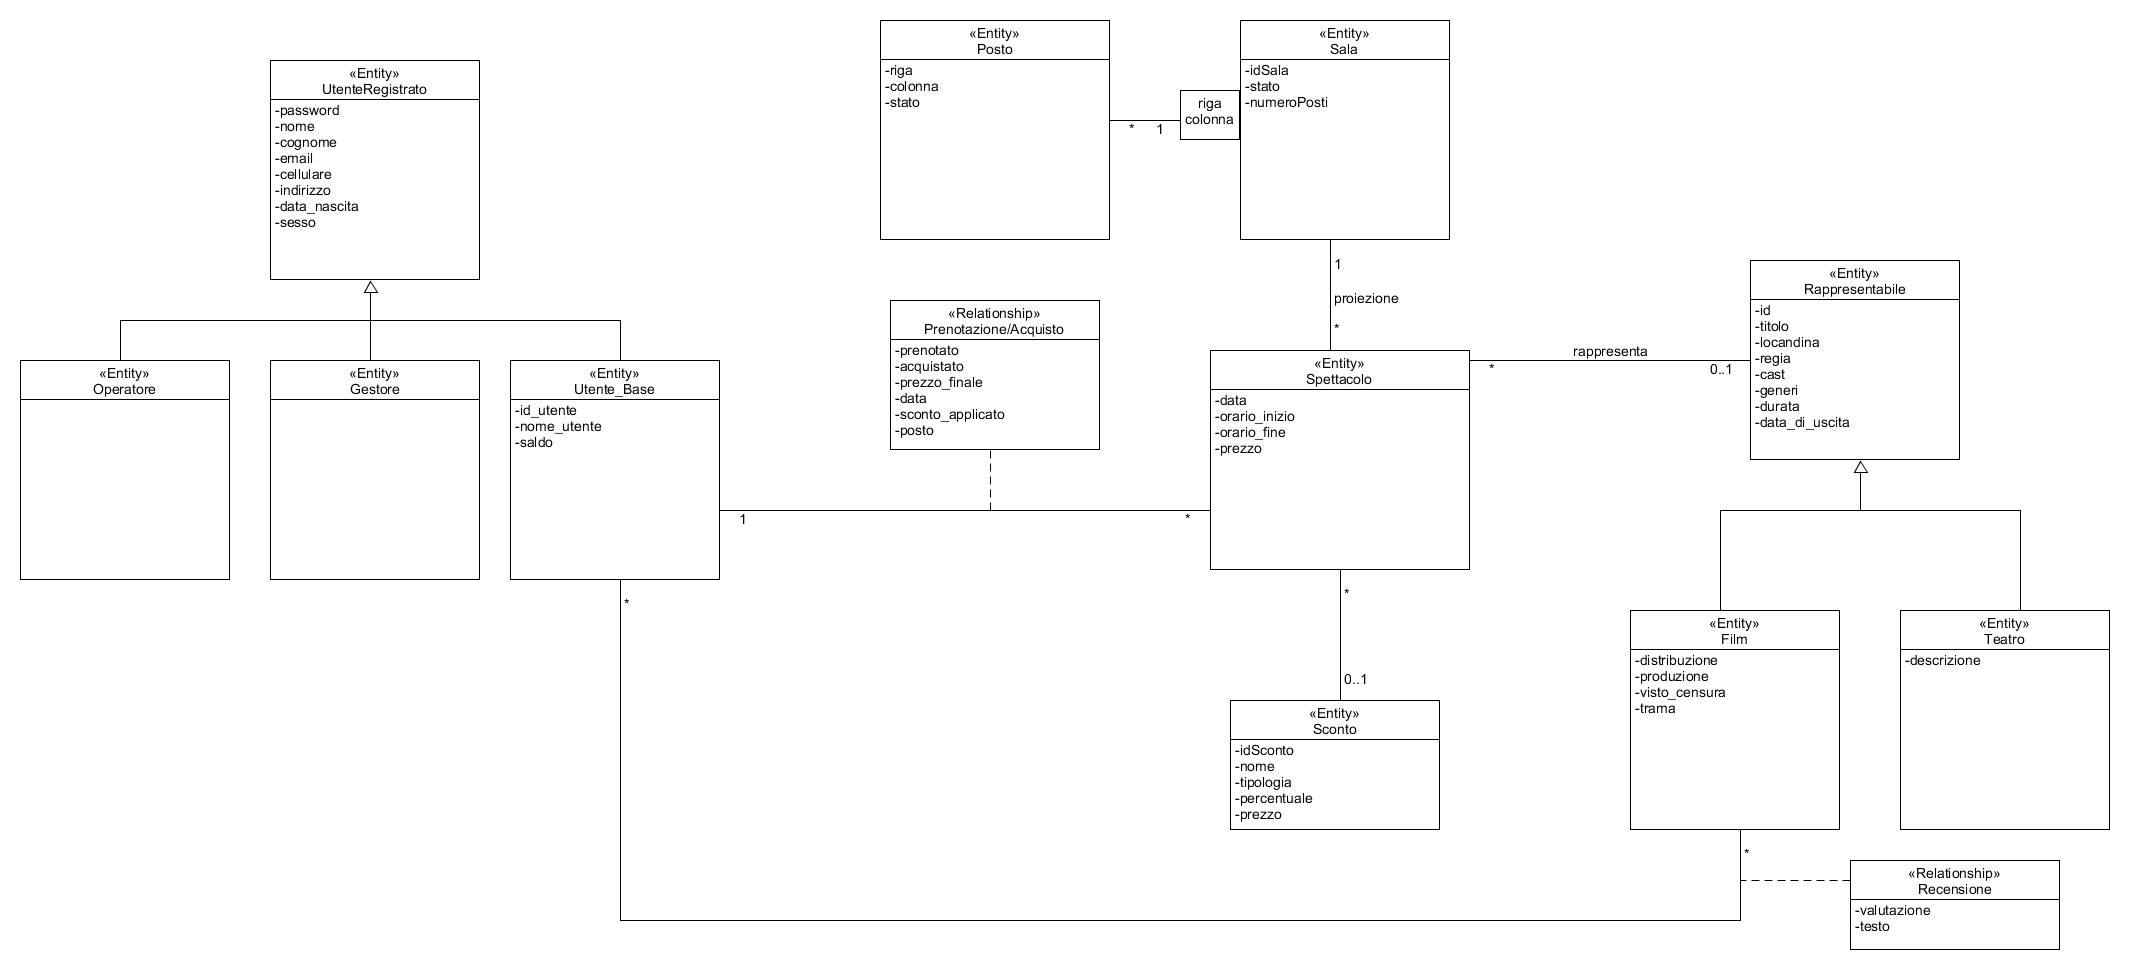 «Entity»
Posto
-riga
-colonna
-stato
«Entity»
Sala
-idSala
-stato
-numeroPosti
riga
colonna
*
1
«Entity»
UtenteRegistrato
-password
-nome
-cognome
-email
-cellulare
-indirizzo
-data_nascita
-sesso
1
proiezione
*
«Entity»
Rappresentabile
-id
-titolo
-locandina
-regia
-cast
-generi
-durata
-data_di_uscita
«Relationship»
Prenotazione/Acquisto
-prenotato
-acquistato
-prezzo_finale
-data
-sconto_applicato
-posto
rappresenta
*
0..1
«Entity»
Operatore
«Entity»
Gestore
«Entity»
Utente_Base
-id_utente
-nome_utente
-saldo
«Entity»
Spettacolo
-data
-orario_inizio
-orario_fine
-prezzo
1
*
*
*
0..1
«Entity»
Film
-distribuzione
-produzione
-visto_censura
-trama
«Entity»
Teatro
-descrizione
«Entity»
Sconto
-idSconto
-nome
-tipologia
-percentuale
-prezzo
*
«Relationship»
Recensione
-valutazione
-testo